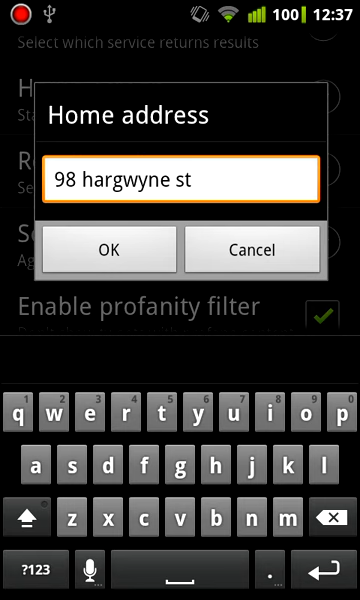 100 12:37
Select which service returns results
Home address
98 hargwyne st
OK Cancel
Enable profanity filter
1 2 3 4 5 6 7 8 9 0
q w e r t y u i o p
a s d f g h j k l
z x c v b n m
?123 ... . ...